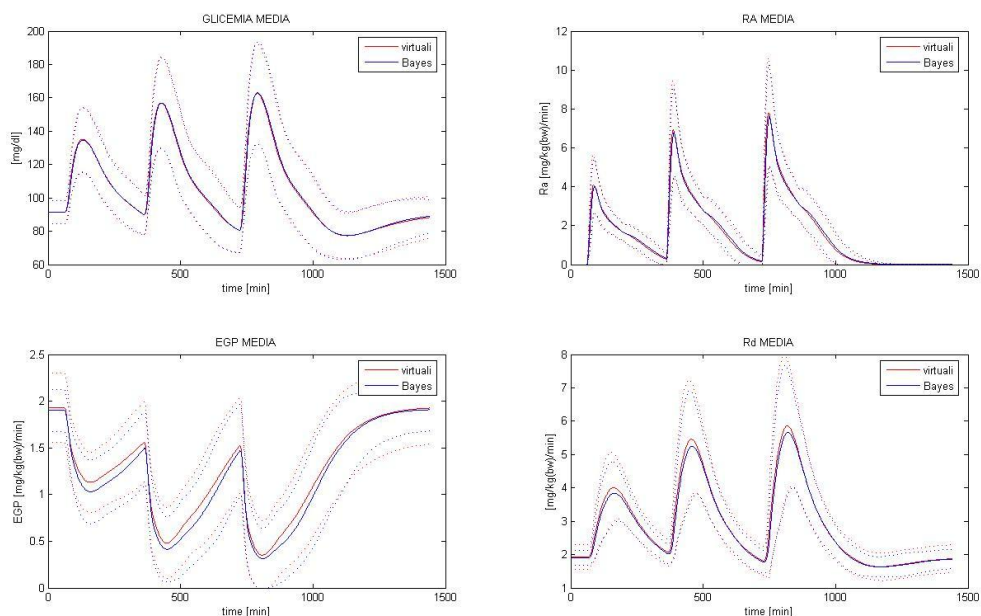 GLICEMIA MEDIA
200
180
160
140
120
100
80
60
[mg/dl]
0
500
1000
1500
time [min]
virtuali
Bayes
RA MEDIA
12
10
8
6
4
2
0
Ra [mg/kg(bw)/min]
0
500
1000
1500
time [min]
virtuali
Bayes
EGP MEDIA
2.5
2
1.5
1
0.5
0
EGP [mg/kg(bw)/min]
0
500
1000
1500
time [min]
virtuali
Bayes
Rd MEDIA
8
7
6
5
4
3
2
1
[mg/kg(bw)/min]
0
500
1000
1500
time [min]
virtuali
Bayes